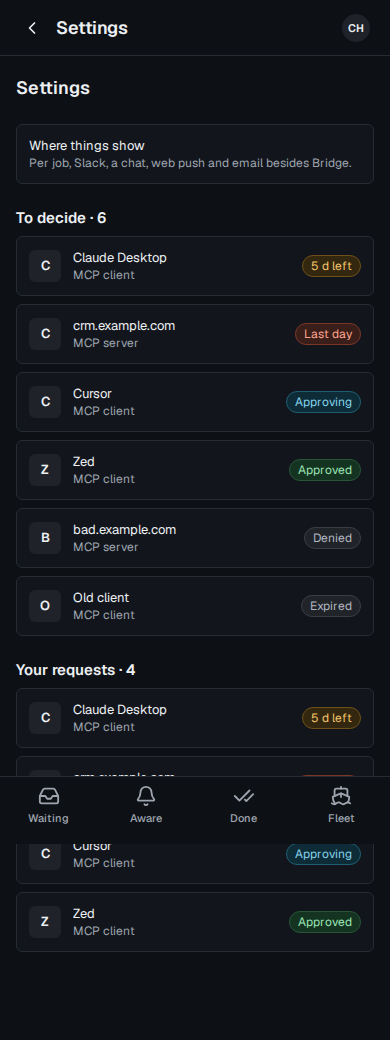 Settings
CH
Settings
Where things show
Per job, Slack, a chat, web push and email besides Bridge.
To decide · 6
C
Claude Desktop
MCP client
5 d left
C
crm.example.com
MCP server
Last day
C
Cursor
MCP client
Approving
Z
Zed
MCP client
Approved
B
bad.example.com
MCP server
Denied
O
Old client
MCP client
Expired
Your requests · 4
C
Claude Desktop
MCP client
5 d left
Waiting
Aware
Done
Fleet
C
Cursor
MCP client
Approving
Z
Zed
MCP client
Approved